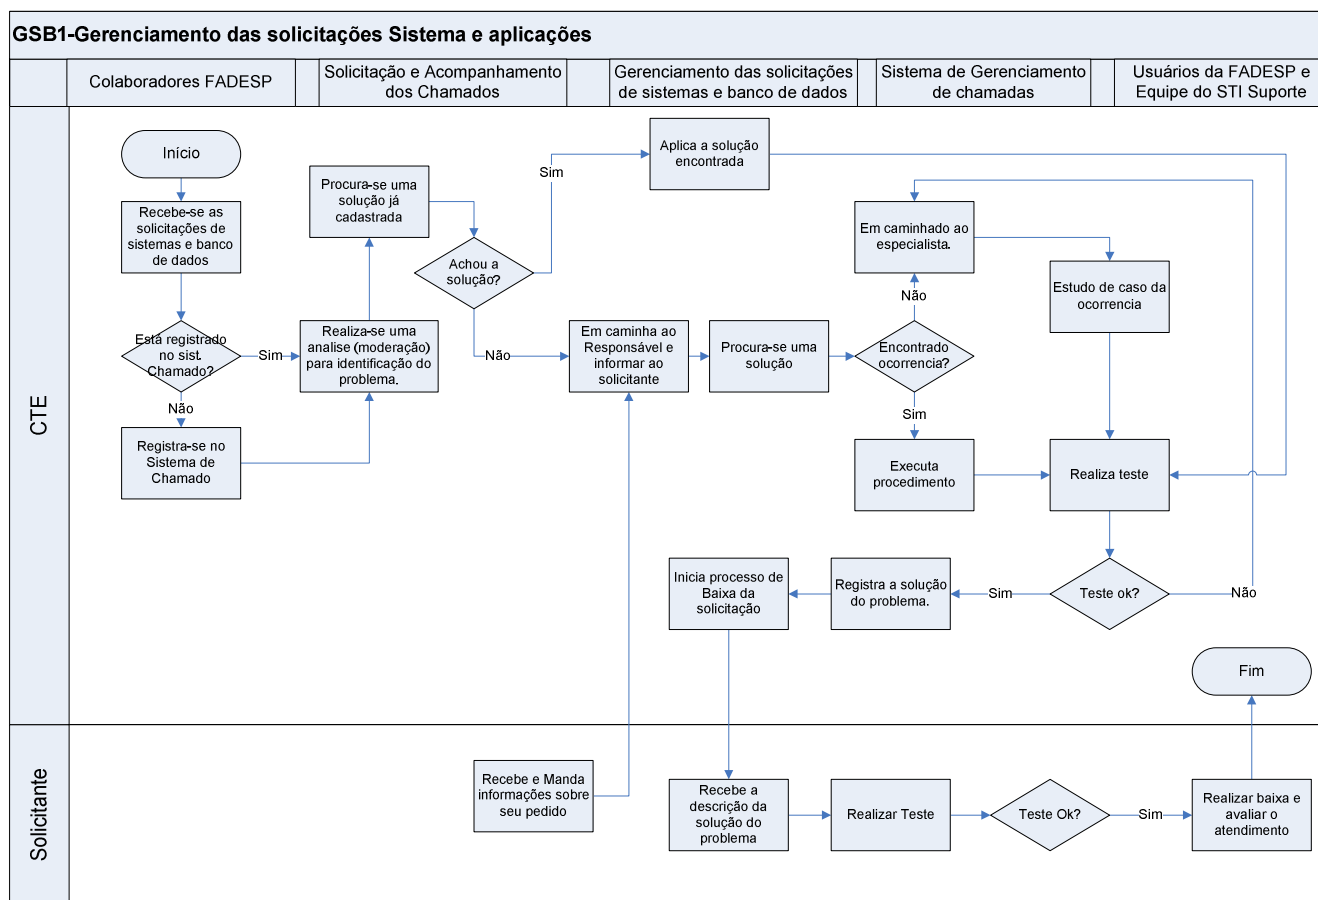 GSB1-Gerenciamento das solicitações Sistema e aplicações
Colaboradores FADESP
Solicitação e Acompanhamento
dos Chamados
Gerenciamento das solicitações
de sistemas e banco de dados
Sistema de Gerenciamento
de chamadas
Usuários da FADESP e
Equipe do STI Suporte
CTE
Início
Recebe-se as
solicitações de
sistemas e banco
de dados
Está registrado
no sist.
Chamado?
Sim
Não
Registra-se no
Sistema de
Chamado
Realiza-se uma
analise (moderação)
para identificação do
problema.
Procura-se uma
solução já
cadastrada
Achou a
solução?
Sim
Não
Aplica a solução
encontrada
Em caminha ao
Responsável e
informar ao
solicitante
Procura-se uma
solução
Encontrado
ocorrencia?
Não
Em caminhado ao
especialista.
Estudo de caso da
ocorrencia
Sim
Executa
procedimento
Realiza teste
Teste ok?
Não
Sim
Registra a solução
do problema.
Inicia processo de
Baixa da
solicitação
Fim
Solicitante
Recebe e Manda
informações sobre
seu pedido
Recebe a
descrição da
solução do
problema
Realizar Teste
Teste Ok?
Sim
Realizar baixa e
avaliar o
atendimento